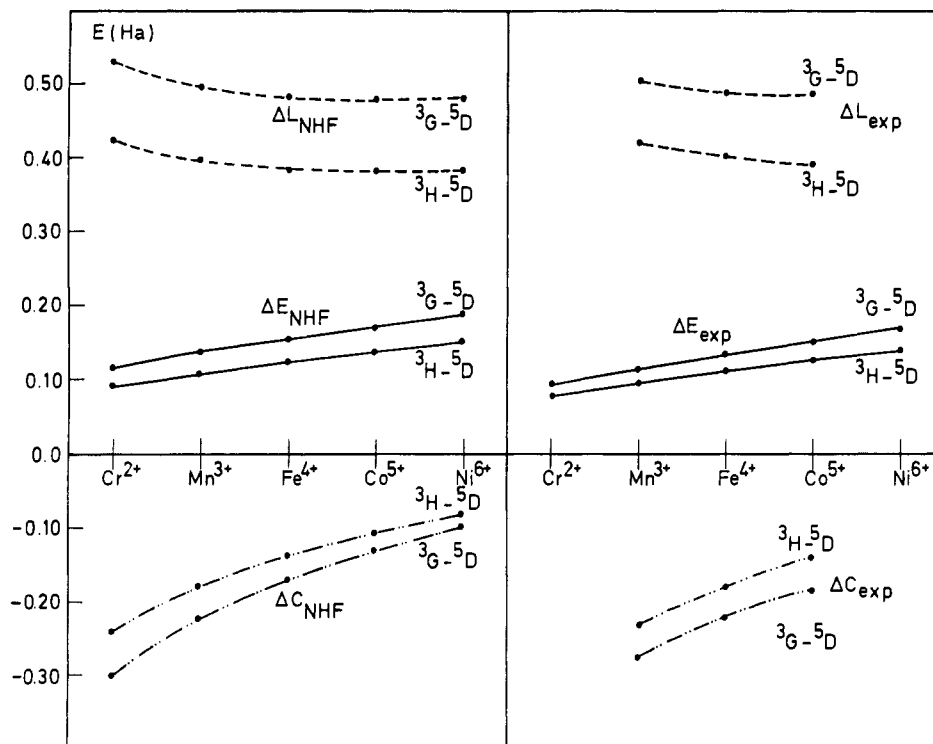 E (Ha)
0.50
0.40
0.30
0.20
0.10
0.0
-0.10
-0.20
-0.30
ΔL_NHF
³G-⁵D
³H-⁵D
ΔE_NHF
³G-⁵D
³H-⁵D
Cr²⁺ Mn³⁺ Fe⁴⁺ Co⁵⁺ Ni⁶⁺
³H-⁵D
³G-⁵D
ΔC_NHF
³G-⁵D
ΔL_exp
³H-⁵D
³G-⁵D
ΔE_exp
³H-⁵D
Cr²⁺ Mn³⁺ Fe⁴⁺ Co⁵⁺ Ni⁶⁺
³H-⁵D
ΔC_exp
³G-⁵D